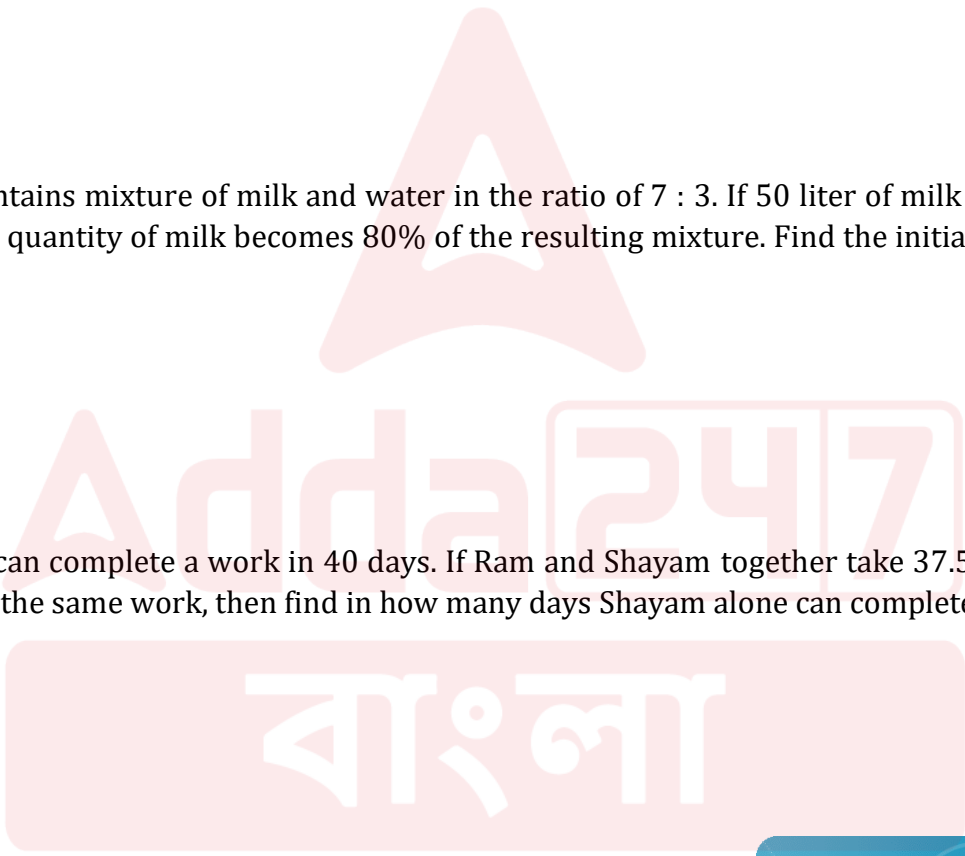 ntains mixture of milk and water in the ratio of 7 : 3. If 50 liter of milk
quantity of milk becomes 80% of the resulting mixture. Find the initia
Adda 247
can complete a work in 40 days. If Ram and Shayam together take 37.5
the same work, then find in how many days Shayam alone can complete
বাংলা